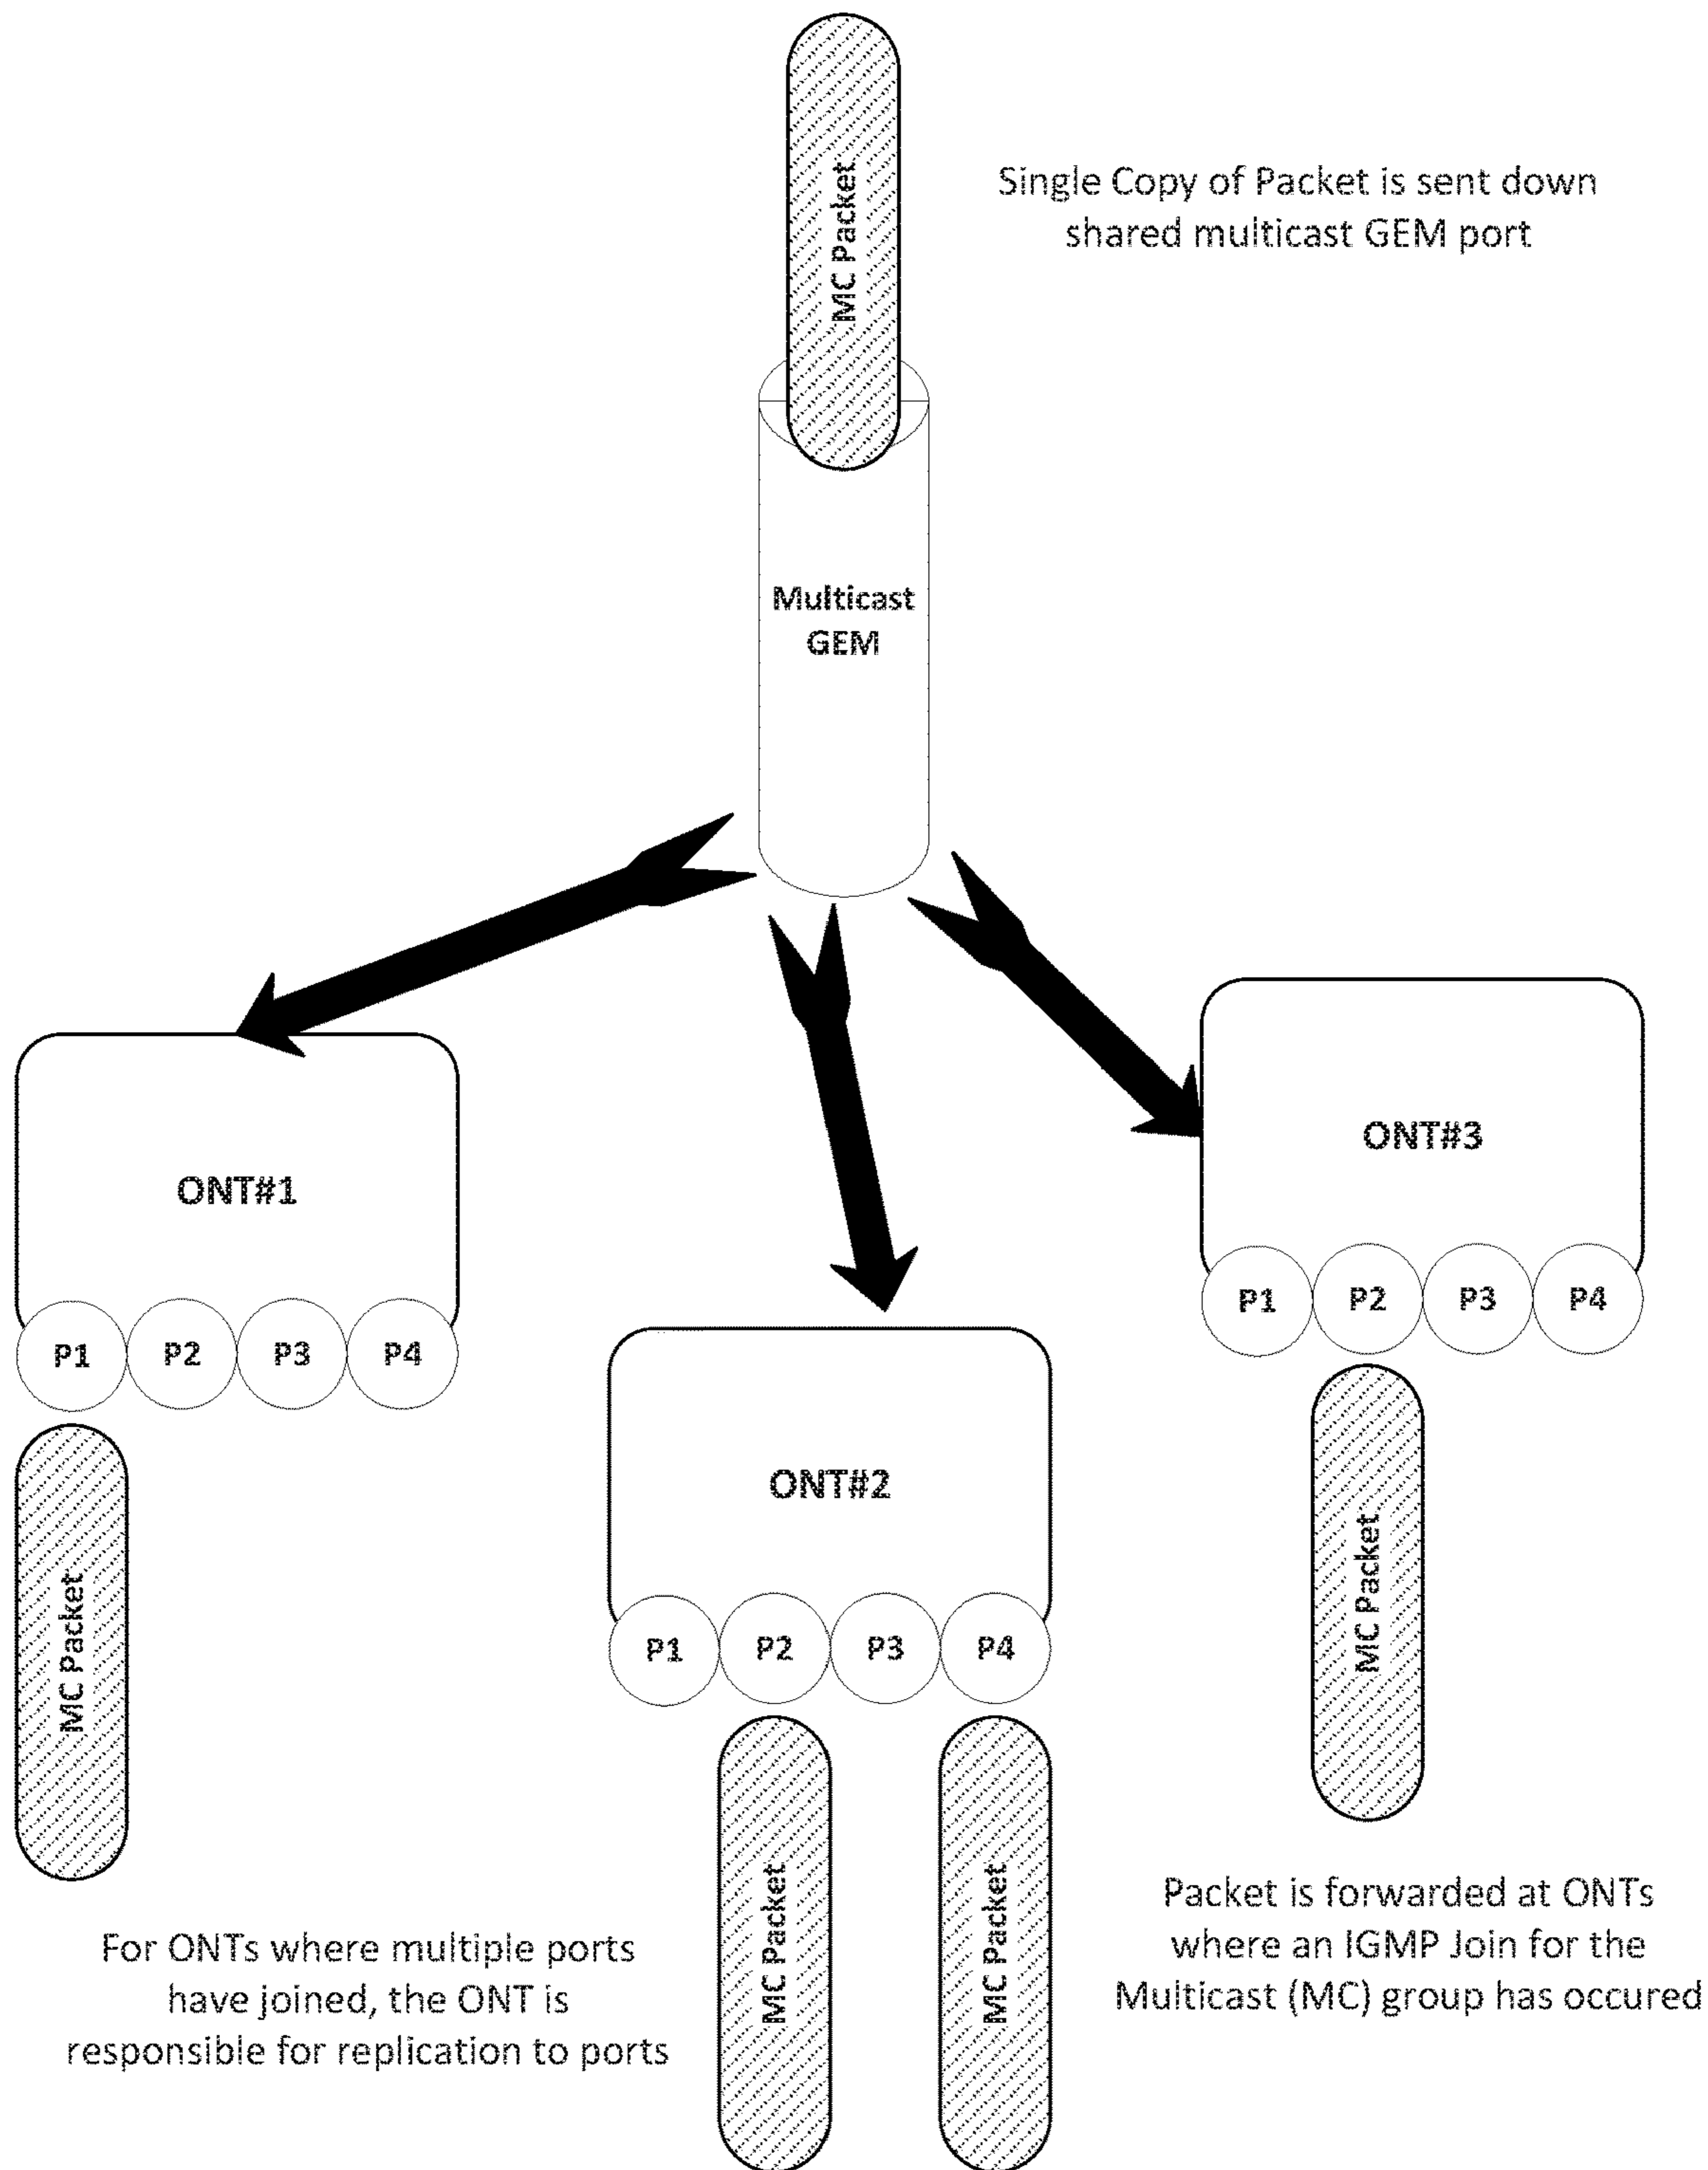 MC Packet
Single Copy of Packet is sent down
shared multicast GEM port
Multicast
GEM
ONT#1
P1 P2 P3 P4
MC Packet
ONT#2
P1 P2 P3 P4
MC Packet
MC Packet
ONT#3
P1 P2 P3 P4
MC Packet
For ONTs where multiple ports
have joined, the ONT is
responsible for replication to ports
Packet is forwarded at ONTs
where an IGMP Join for the
Multicast (MC) group has occured